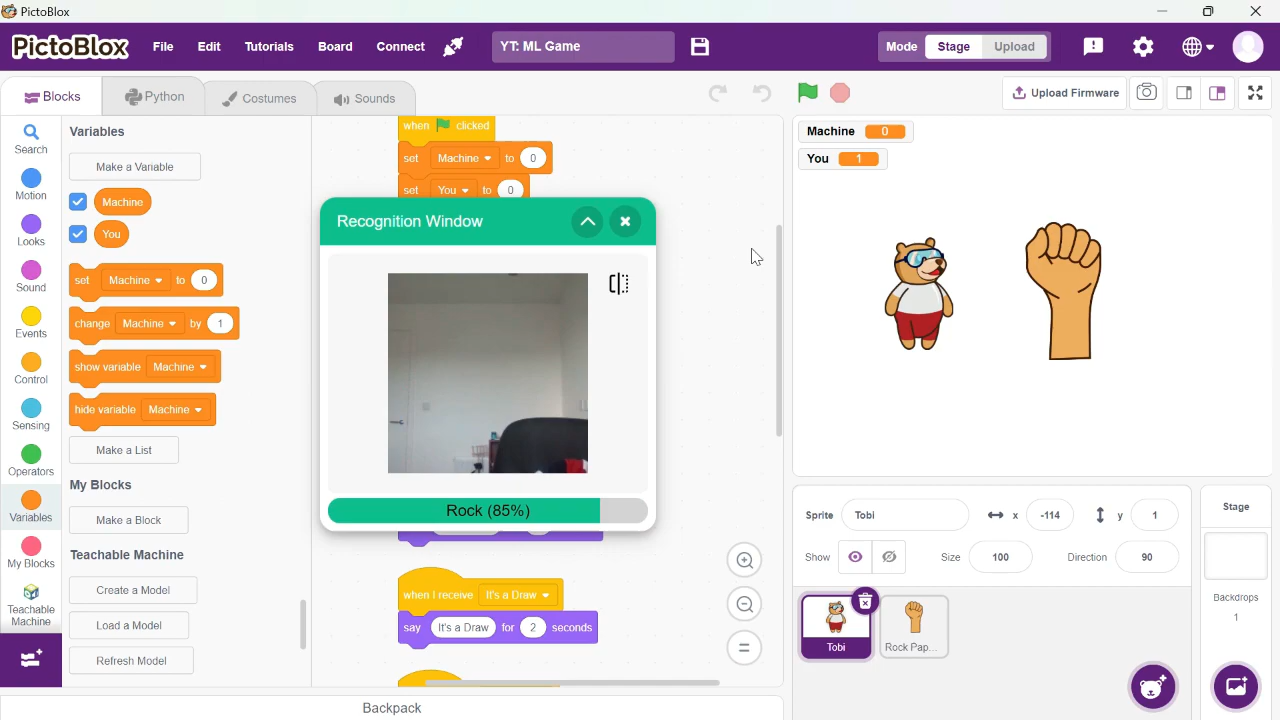 PictoBlox
PictoBlox File Edit Tutorials Board Connect YT: ML Game Mode Stage Upload
Blocks Python Costumes Sounds Upload Firmware
Search
Motion
Looks
Sound
Events
Control
Sensing
Operators
Variables
My Blocks
Teachable
Machine
Variables
Make a Variable
Machine
You
set Machine to 0
change Machine by 1
show variable Machine
hide variable Machine
Make a List
My Blocks
Make a Block
Teachable Machine
Create a Model
Load a Model
Refresh Model
when clicked
set Machine to 0
set You to 0
Recognition Window
Rock (85%)
when I receive It's a Draw
say It's a Draw for 2 seconds
Backpack
Machine 0
You 1
Sprite Tobi x -114 y 1
Show Size 100 Direction 90
Tobi
Rock Pap...
Stage
Backdrops
1